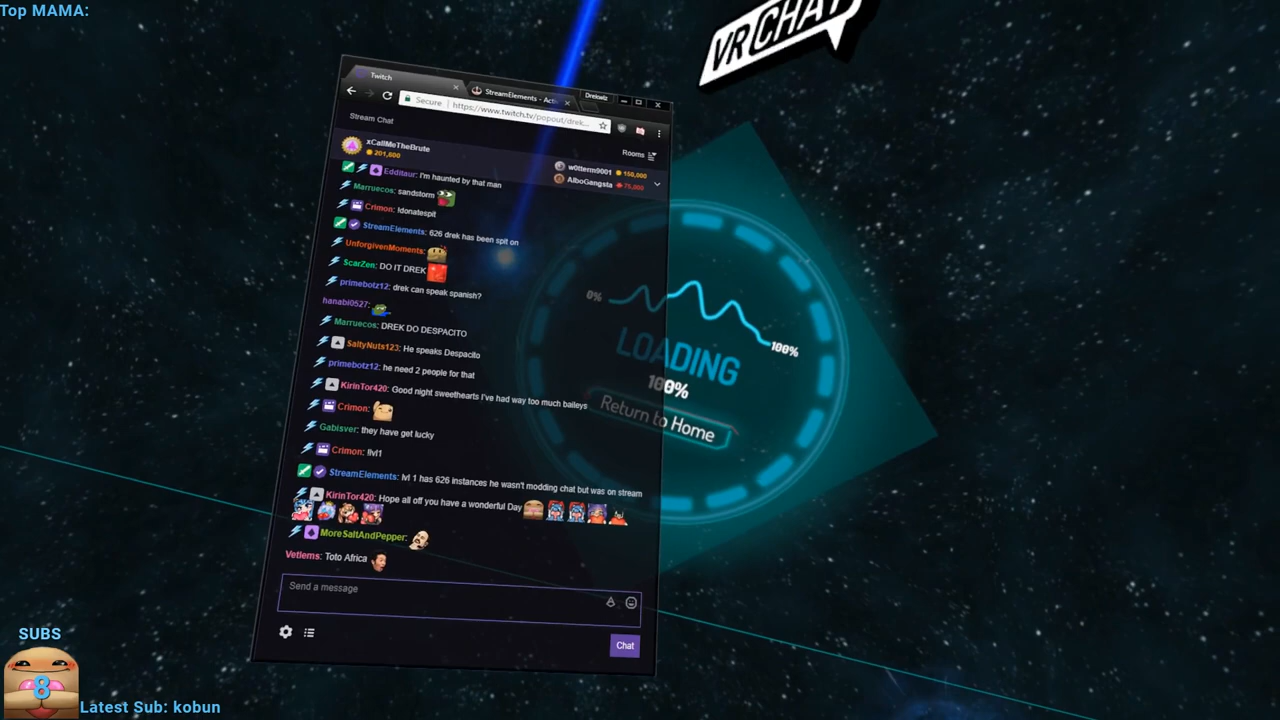 Top MAMA:
VRCHAT
Twitch
StreamElements - Acti
Drekwiz
Secure
https://www.twitch.tv/popout/drek...
Stream Chat
Rooms
xCallMeTheBrute
201,600
w0tterm9001 150,000
AlboGangsta 75,000
Eddilaur: I'm haunted by that man
Marruecos: sandstorm
Crimon: !donatespit
StreamElements: 626 drek has been spit on
UnforgivenMoments:
ScarZen: DO IT DREK
primebotz12: drek can speak spanish?
hanabi0527:
Marruecos: DREK DO DESPACITO
SaltyNuts123: He speaks Despacito
primebotz12: he need 2 people for that
KirinTor420: Good night sweethearts I've had way too much baileys
Crimon:
Gabisver: they have get lucky
Crimon: !lvl1
StreamElements: lvl 1 has 626 instances he wasn't modding chat but was on stream
KirinTor420: Hope all off you have a wonderful Day
MoreSaltAndPepper:
Vetlems: Toto Africa
Send a message
Chat
0%
100%
LOADING
100%
Return to Home
SUBS
8
Latest Sub: kobun